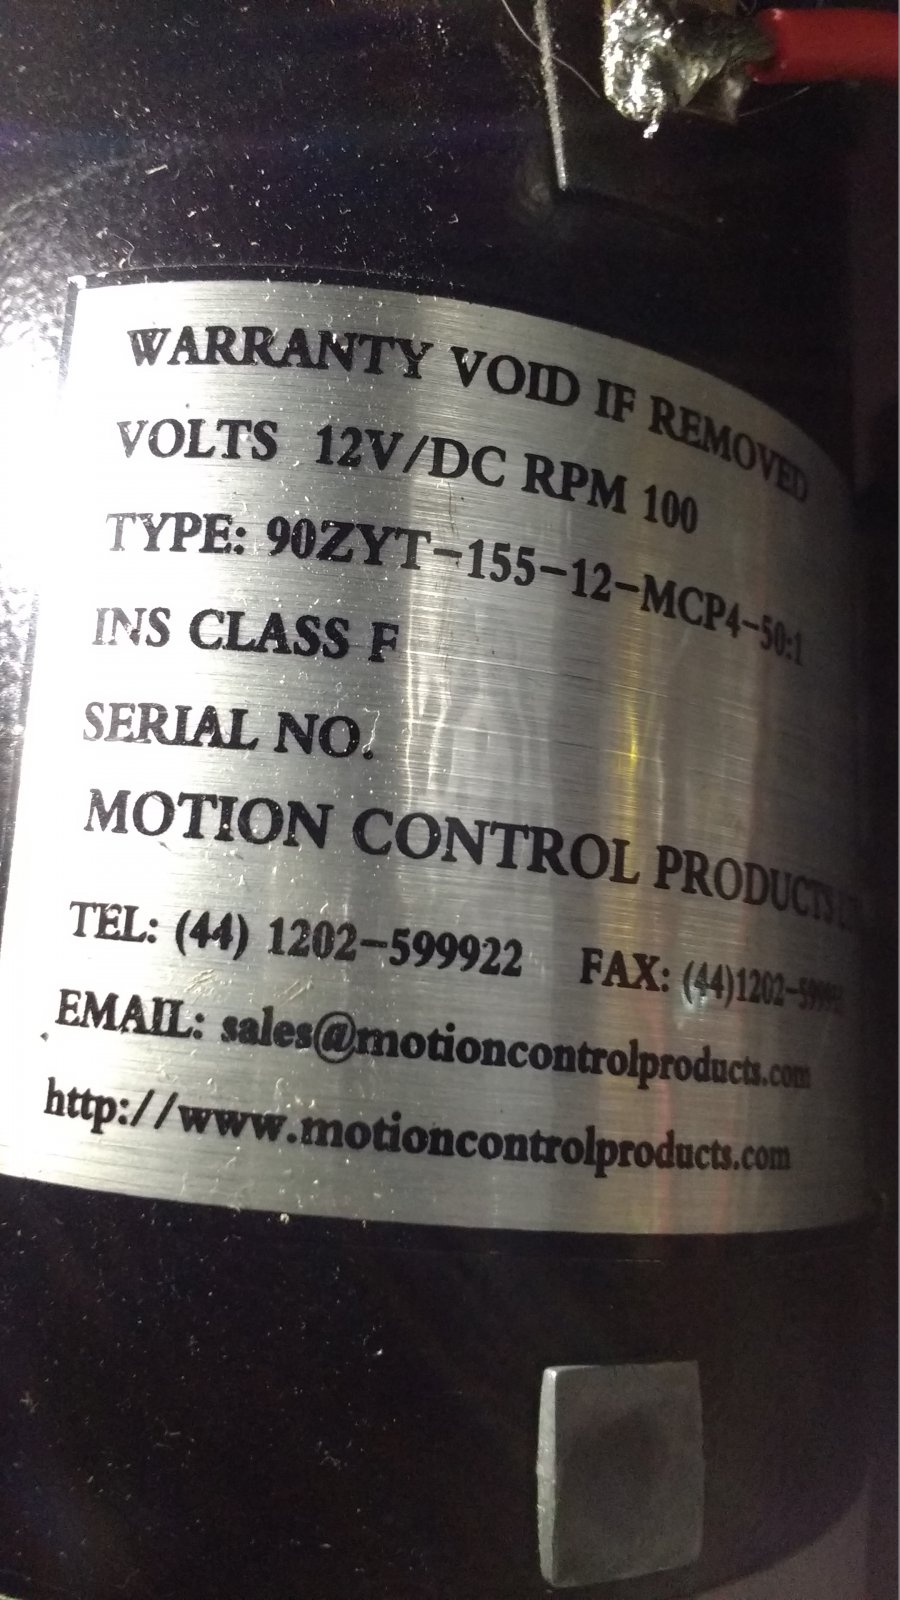 WARRANTY VOID IF REMOVED
VOLTS 12V/DC RPM 100
TYPE: 90ZYT-155-12-MCP4-50:1
INS CLASS F
SERIAL NO.
MOTION CONTROL PRODUCTS
TEL: (44) 1202-599922 FAX: (44)1202-
EMAIL: sales@motioncontrolproducts.com
http://www.motioncontrolproducts.com